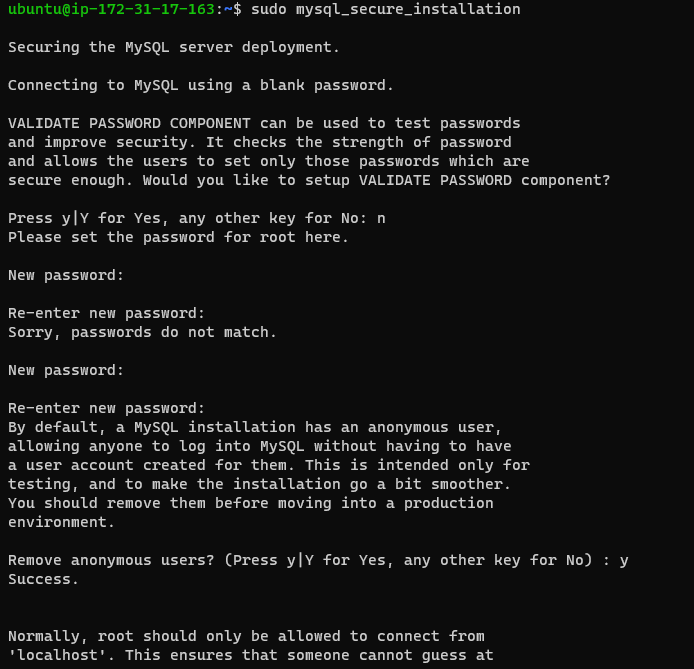 ubuntu@ip-172-31-17-163:~$ sudo mysql_secure_installation
Securing the MySQL server deployment.
Connecting to MySQL using a blank password.
VALIDATE PASSWORD COMPONENT can be used to test passwords
and improve security. It checks the strength of password
and allows the users to set only those passwords which are
secure enough. Would you like to setup VALIDATE PASSWORD component?
Press y|Y for Yes, any other key for No: n
Please set the password for root here.
New password:
Re-enter new password:
Sorry, passwords do not match.
New password:
Re-enter new password:
By default, a MySQL installation has an anonymous user,
allowing anyone to log into MySQL without having to have
a user account created for them. This is intended only for
testing, and to make the installation go a bit smoother.
You should remove them before moving into a production
environment.
Remove anonymous users? (Press y|Y for Yes, any other key for No) : y
Success.
Normally, root should only be allowed to connect from
'localhost'. This ensures that someone cannot guess at